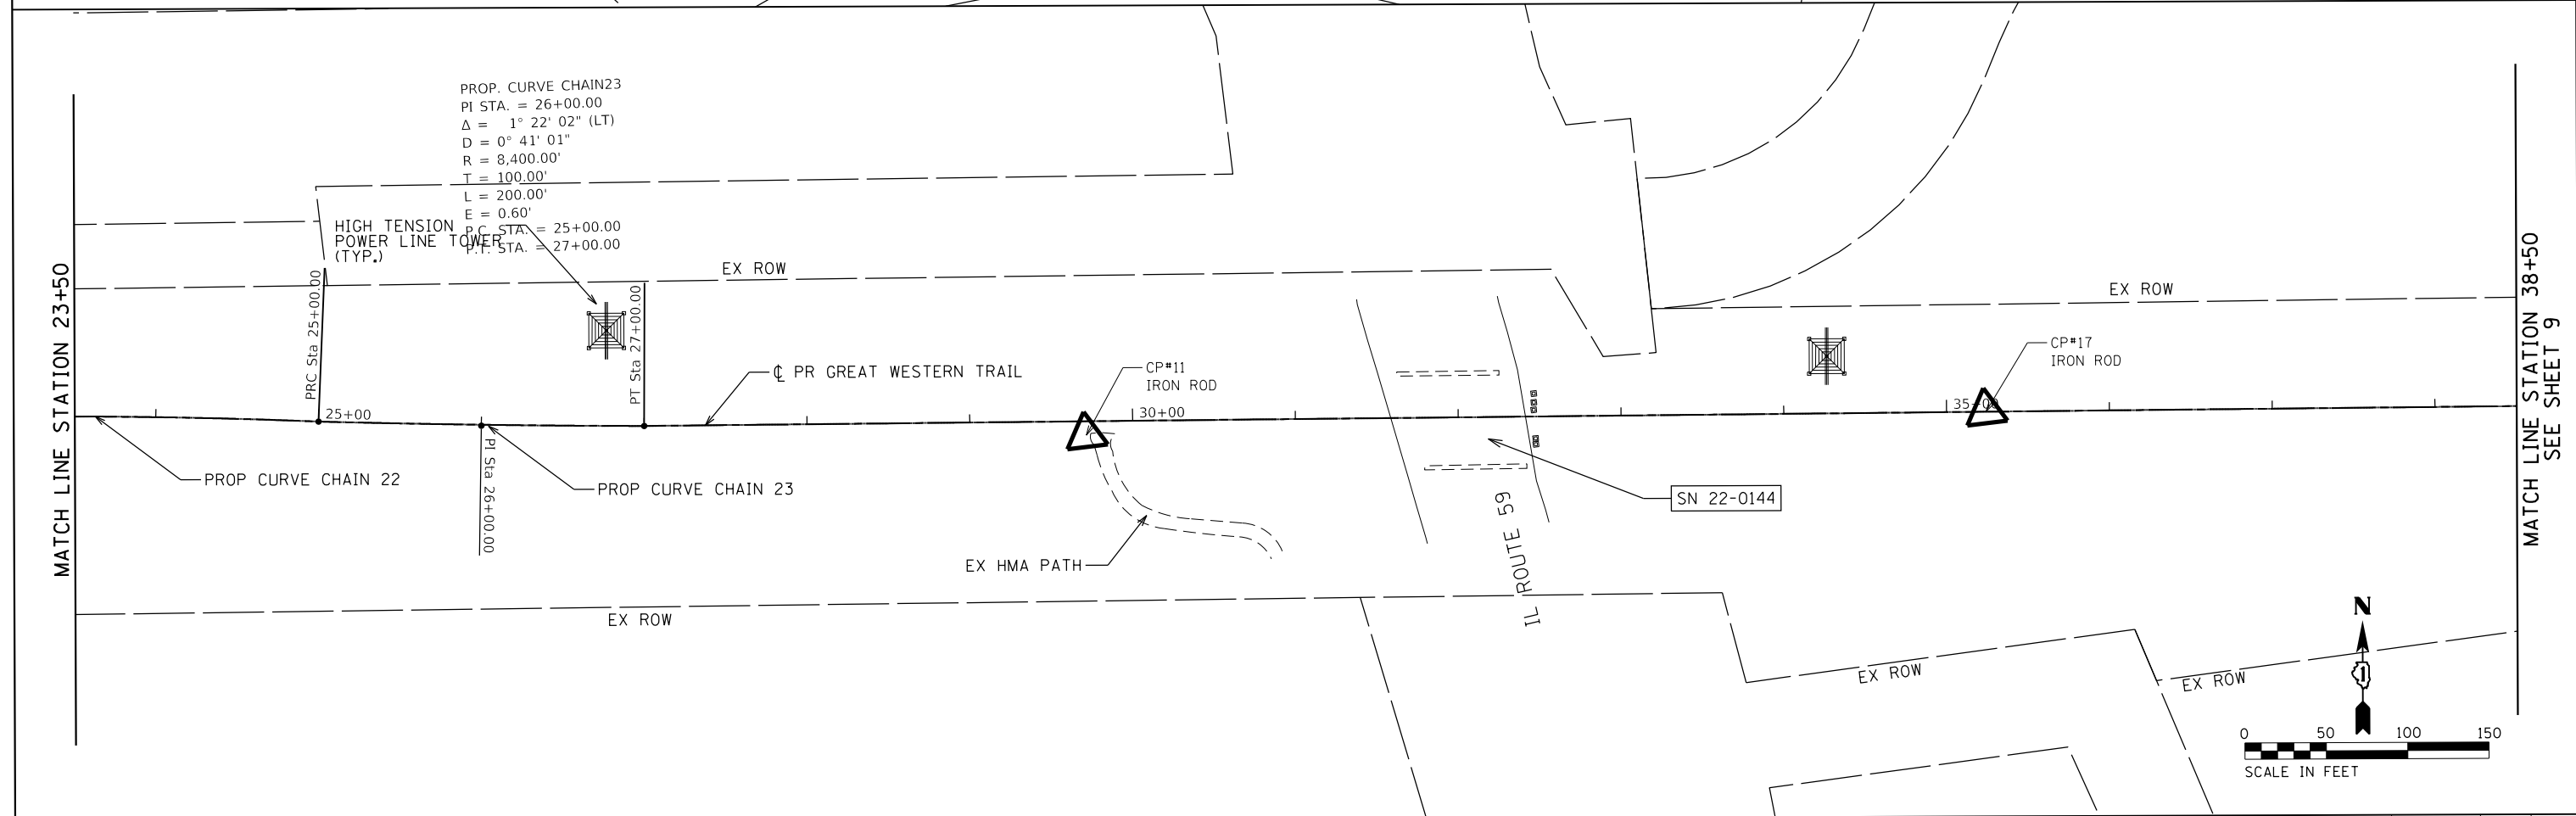 PROP. CURVE CHAIN23
PI STA. = 26+00.00
Δ = 1° 22' 02" (LT)
D = 0° 41' 01"
R = 8,400.00'
T = 100.00'
L = 200.00'
E = 0.60'
P.C. STA. = 25+00.00
P.T. STA. = 27+00.00
HIGH TENSION
POWER LINE TOWER
(TYP.)
MATCH LINE STATION 23+50
PRC Sta 25+00.00
25+00
PI Sta 26+00.00
PT Sta 27+00.00
EX ROW
PROP CURVE CHAIN 22
PROP CURVE CHAIN 23
℄ PR GREAT WESTERN TRAIL
CP#11
IRON ROD
30+00
EX HMA PATH
EX ROW
IL ROUTE 59
SN 22-0144
EX ROW
CP#17
IRON ROD
35+00
EX ROW
EX ROW
MATCH LINE STATION 38+50
SEE SHEET 9
N
1
0 50 100 150
SCALE IN FEET